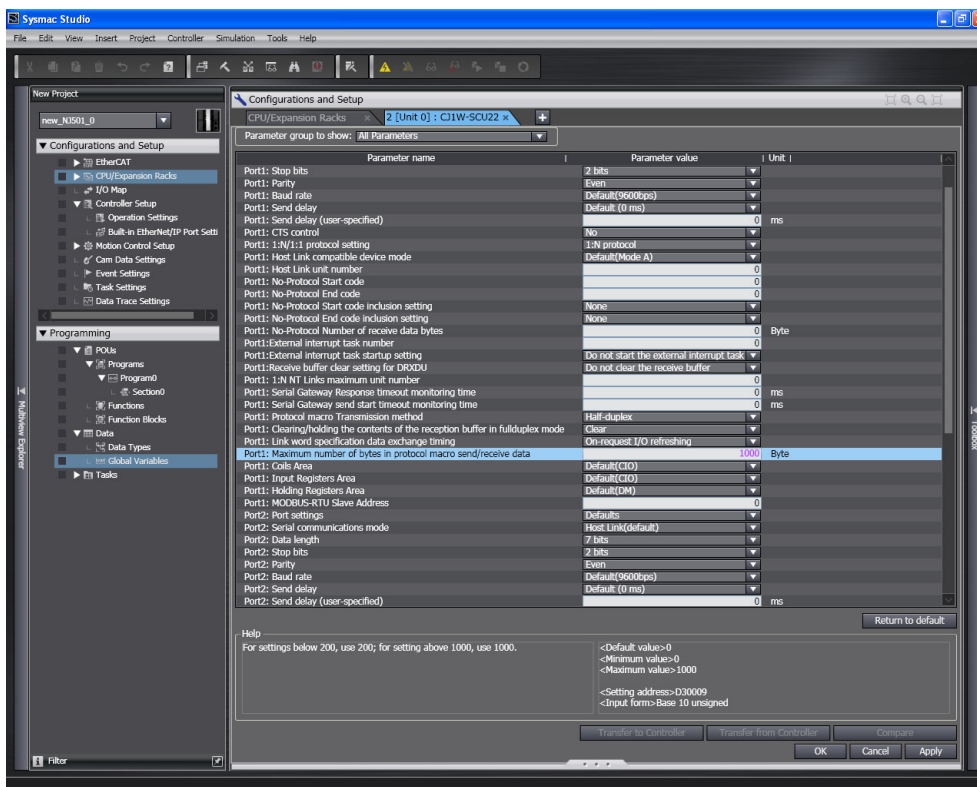 Sysmac Studio
File Edit View Insert Project Controller Simulation Tools Help
New Project
new_NJ501_0
Configurations and Setup
EtherCAT
CPU/Expansion Racks
I/O Map
Controller Setup
Operation Settings
Built-in EtherNet/IP Port Setti
Motion Control Setup
Cam Data Settings
Event Settings
Task Settings
Data Trace Settings
Programming
POUs
Programs
Program0
Section0
Functions
Function Blocks
Data
Data Types
Global Variables
Tasks
Filter
Multiview Explorer
Configurations and Setup
CPU/Expansion Racks × 2 [Unit 0] : CJ1W-SCU22 × +
Parameter group to show: All Parameters
Parameter name | Parameter value | Unit |
Port1: Stop bits 2 bits
Port1: Parity Even
Port1: Baud rate Default(9600bps)
Port1: Send delay Default (0 ms)
Port1: Send delay (user-specified) 0 ms
Port1: CTS control No
Port1: 1:N/1:1 protocol setting 1:N protocol
Port1: Host Link compatible device mode Default(Mode A)
Port1: Host Link unit number 0
Port1: No-Protocol Start code 0
Port1: No-Protocol End code 0
Port1: No-Protocol Start code inclusion setting None
Port1: No-Protocol End code inclusion setting None
Port1: No-Protocol Number of receive data bytes 0 Byte
Port1:External interrupt task number 0
Port1:External interrupt task startup setting Do not start the external interrupt task
Port1:Receive buffer clear setting for DRXDU Do not clear the receive buffer
Port1: 1:N NT Links maximum unit number 0
Port1: Serial Gateway Response timeout monitoring time 0 ms
Port1: Serial Gateway send start timeout monitoring time 0 ms
Port1: Protocol macro Transmission method Half-duplex
Port1: Clearing/holding the contents of the reception buffer in fullduplex mode Clear
Port1: Link word specification data exchange timing On-request I/O refreshing
Port1: Maximum number of bytes in protocol macro send/receive data 1000 Byte
Port1: Coils Area Default(CIO)
Port1: Input Registers Area Default(CIO)
Port1: Holding Registers Area Default(DM)
Port1: MODBUS-RTU Slave Address 0
Port2: Port settings Defaults
Port2: Serial communications mode Host Link(default)
Port2: Data length 7 bits
Port2: Stop bits 2 bits
Port2: Parity Even
Port2: Baud rate Default(9600bps)
Port2: Send delay Default (0 ms)
Port2: Send delay (user-specified) 0 ms
Return to default
Help
For settings below 200, use 200; for setting above 1000, use 1000.
<Default value>0
<Minimum value>0
<Maximum value>1000
<Setting address>D30009
<Input form>Base 10 unsigned
Transfer to Controller Transfer from Controller Compare
OK Cancel Apply
Toolbox